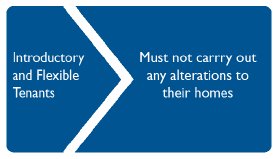 Introductory
and Flexible
Tenants
Must not carrry out
any alterations to
their homes